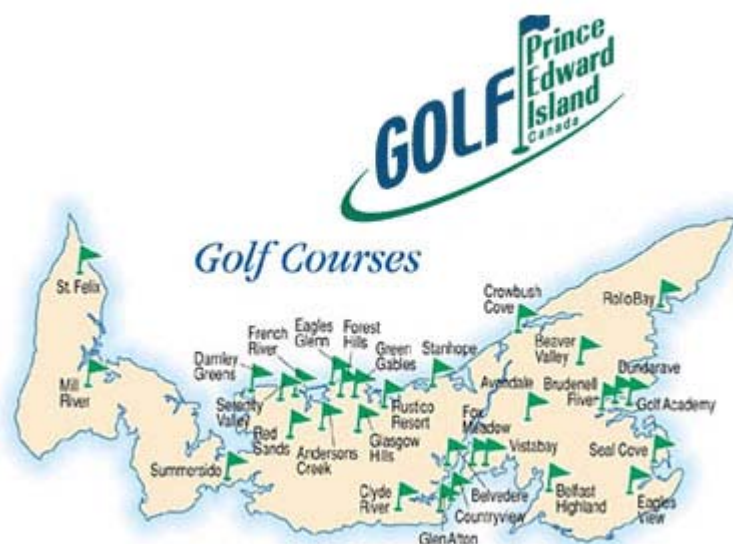 Prince
Edward
Island
Canada
GOLF
Golf Courses
St. Felix
Mill
River
Summerside
Darnley
Greens
French
River
Eagles
Glenn
Forest
Hills
Green
Gables
Stanhope
Crowbush
Cove
Rollo Bay
Beaver
Valley
Dundarave
Avondale
Brudenell
River
Golf Academy
Serenity
Valley
Red
Sands
Andersons
Creek
Glasgow
Hills
Rustico
Resort
Fox
Meadow
Vistabay
Seal Cove
Clyde
River
Belvedere
Countryview
Glen Afton
Belfast
Highland
Eagles
View